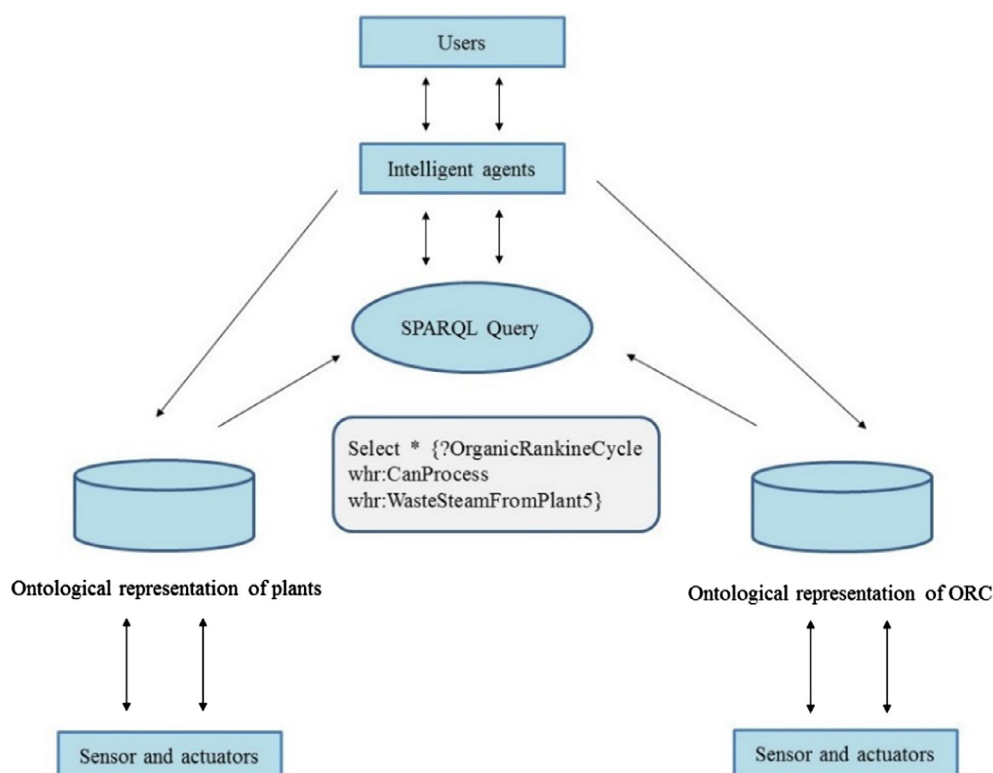 Users
Intelligent agents
SPARQL Query
Select * {?OrganicRankineCycle
whr:CanProcess
whr:WasteSteamFromPlant5}
Ontological representation of plants
Ontological representation of ORC
Sensor and actuators
Sensor and actuators